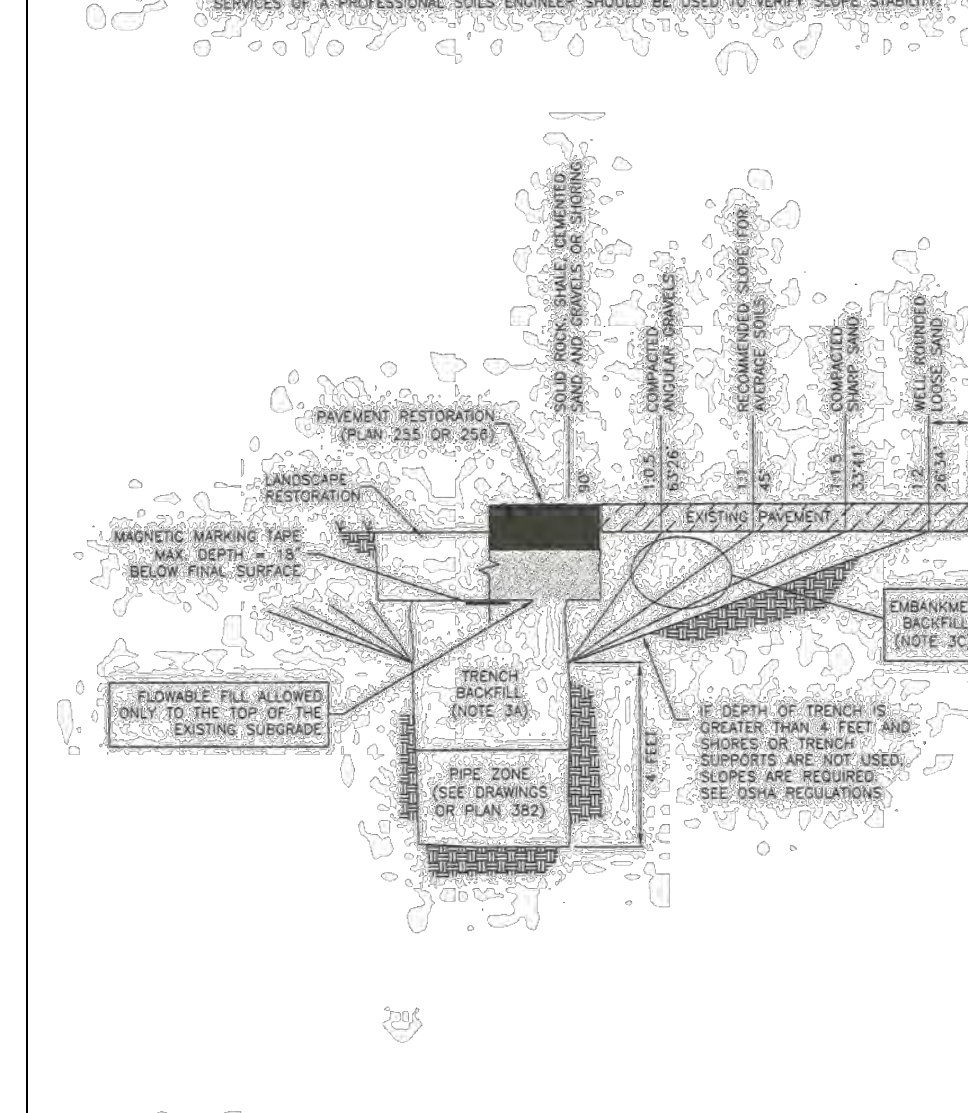 SERVICES OF A PROFESSIONAL SOILS ENGINEER SHOULD BE USED TO VERIFY SLOPE STABILITY.
SOLID ROCK, SHALE, CEMENTED
SAND AND GRAVELS OR SHORING
90°
COMPACTED
ANGULAR GRAVELS
1:0.5
63°26'
RECOMMENDED SLOPE FOR
AVERAGE SOILS
1:1
45°
COMPACTED
SHARP SAND
1:1.5
33°41'
WELL ROUNDED
LOOSE SAND
1:2
26°34'
PAVEMENT RESTORATION
(PLAN 255 OR 256)
LANDSCAPE
RESTORATION
EXISTING PAVEMENT
MAGNETIC MARKING TAPE
MAX. DEPTH = 18"
BELOW FINAL SURFACE
EMBANKME
BACKFILL
(NOTE 3C
TRENCH
BACKFILL
(NOTE 3A)
FLOWABLE FILL ALLOWED
ONLY TO THE TOP OF THE
EXISTING SUBGRADE
4 FEET
IF DEPTH OF TRENCH IS
GREATER THAN 4 FEET AND
SHORES OR TRENCH
SUPPORTS ARE NOT USED,
SLOPES ARE REQUIRED.
SEE OSHA REGULATIONS
PIPE ZONE
(SEE DRAWINGS
OR PLAN 382)